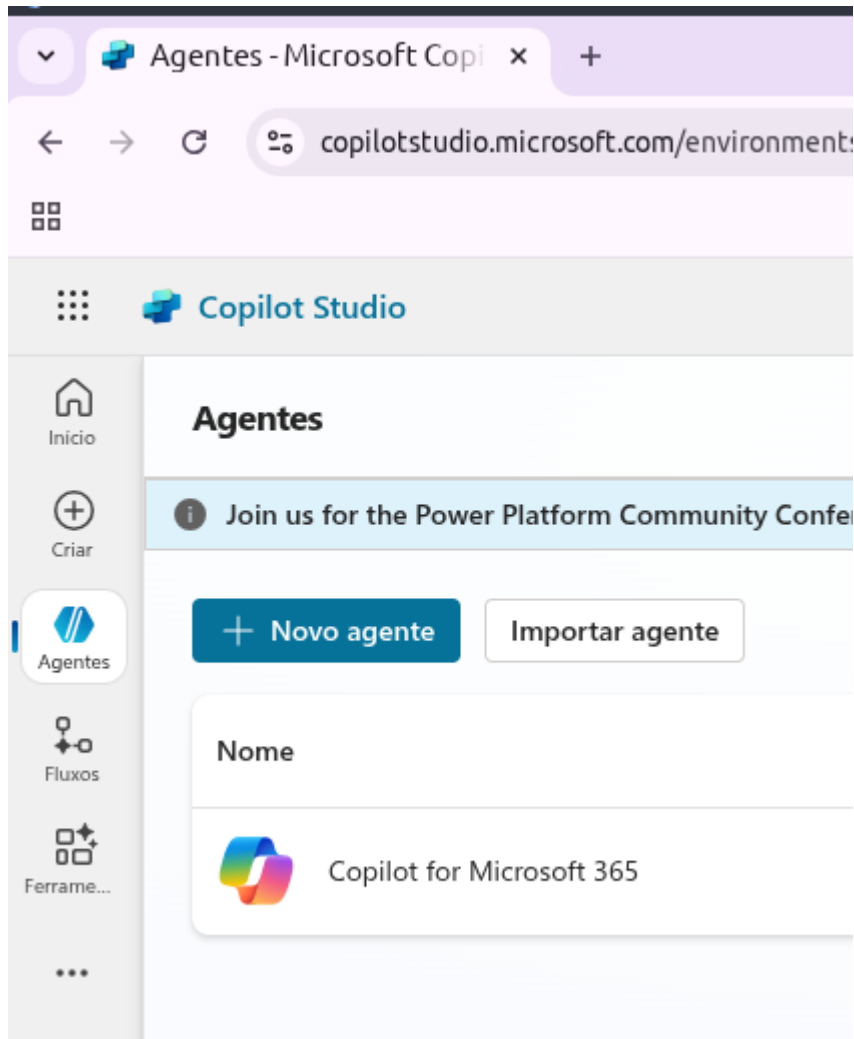 Agentes - Microsoft Copi
copilotstudio.microsoft.com/environments
Copilot Studio
Início
Criar
Agentes
Fluxos
Ferrame...
Agentes
Join us for the Power Platform Community Confe
Novo agente
Importar agente
Nome
Copilot for Microsoft 365